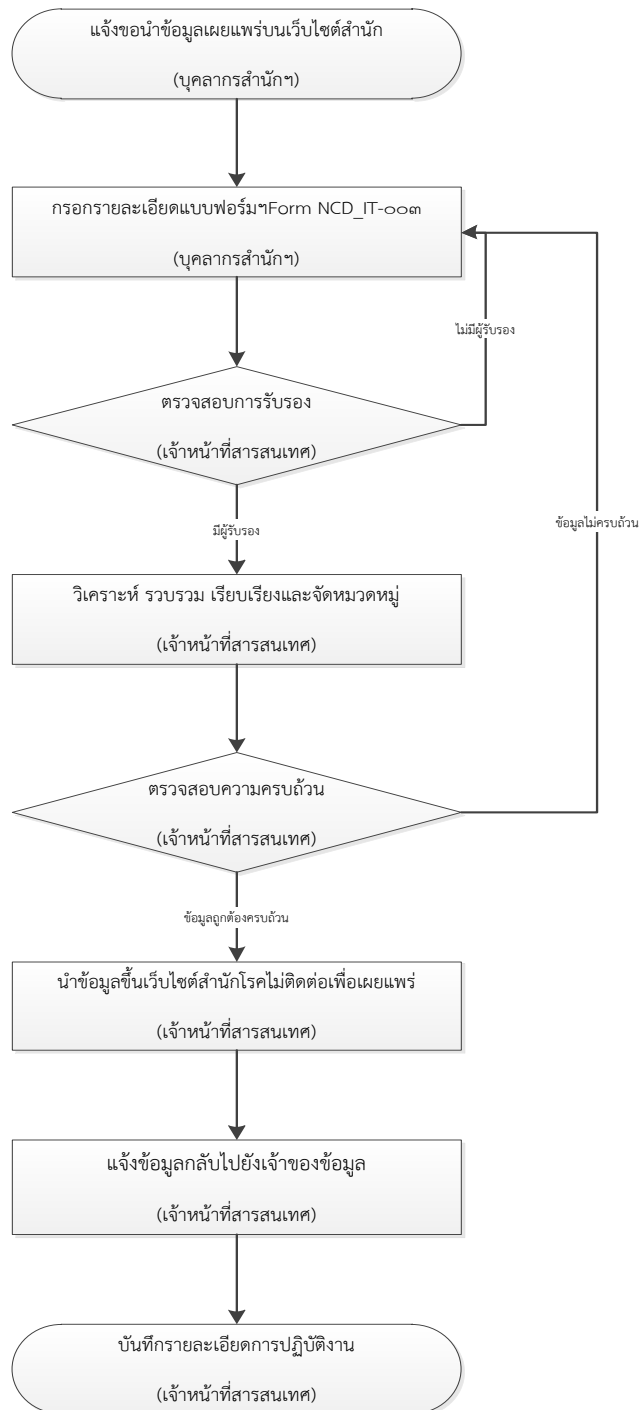 แจ้งขอนำข้อมูลเผยแพร่บนเว็บไซต์สำนัก
(บุคลากรสำนักฯ)
กรอกรายละเอียดแบบฟอร์มฯForm NCD_IT-๐๐๓
(บุคลากรสำนักฯ)
ไม่มีผู้รับรอง
ตรวจสอบการรับรอง
(เจ้าหน้าที่สารสนเทศ)
มีผู้รับรอง
ข้อมูลไม่ครบถ้วน
วิเคราะห์ รวบรวม เรียบเรียงและจัดหมวดหมู่
(เจ้าหน้าที่สารสนเทศ)
ตรวจสอบความครบถ้วน
(เจ้าหน้าที่สารสนเทศ)
ข้อมูลถูกต้องครบถ้วน
นำข้อมูลขึ้นเว็บไซต์สำนักโรคไม่ติดต่อเพื่อเผยแพร่
(เจ้าหน้าที่สารสนเทศ)
แจ้งข้อมูลกลับไปยังเจ้าของข้อมูล
(เจ้าหน้าที่สารสนเทศ)
บันทึกรายละเอียดการปฏิบัติงาน
(เจ้าหน้าที่สารสนเทศ)